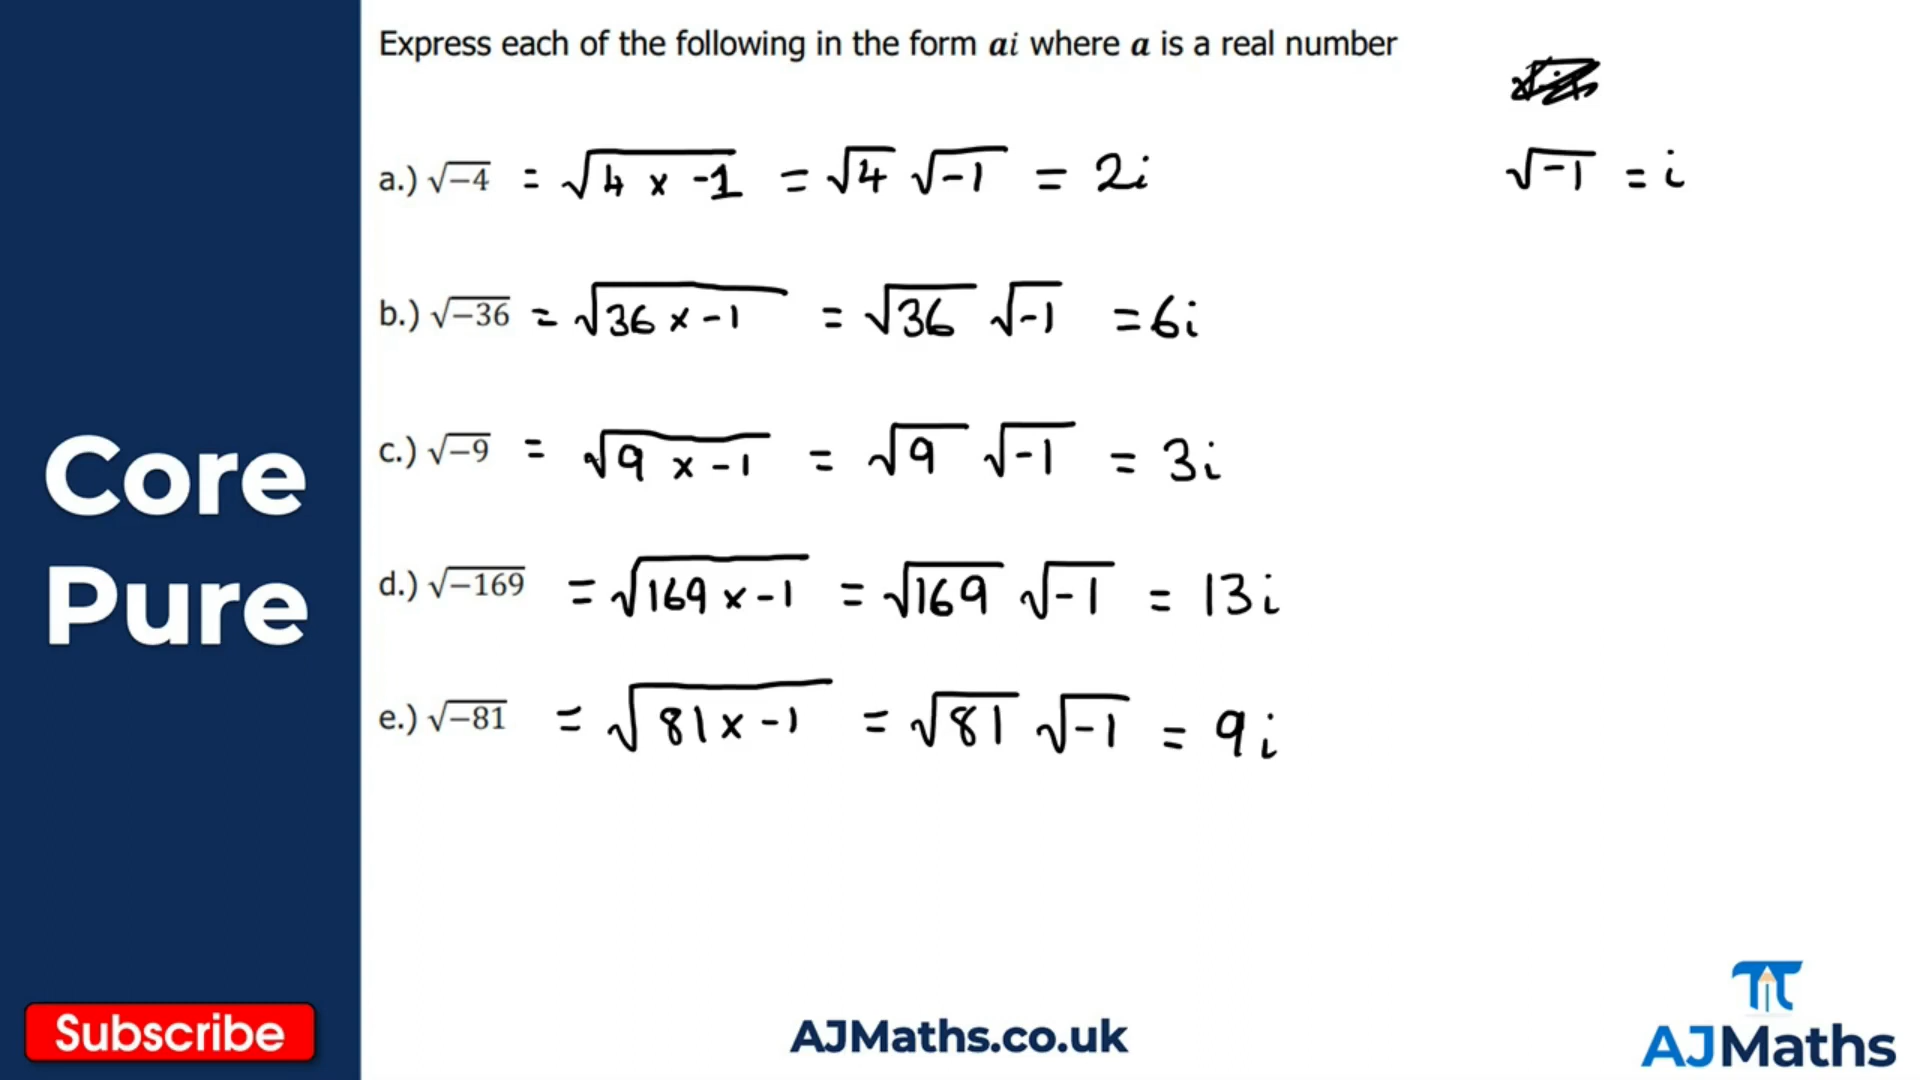 Express each of the following in the form ai where a is a real number
√-1 = i
a.) √−4 = √4 × -1 = √4 √-1 = 2i
b.) √−36 = √36 × -1 = √36 √-1 = 6i
c.) √−9 = √9 × -1 = √9 √-1 = 3i
d.) √−169 = √169 × -1 = √169 √-1 = 13i
e.) √−81 = √81 × -1 = √81 √-1 = 9i
Core
Pure
Subscribe
AJMaths.co.uk
AJMaths